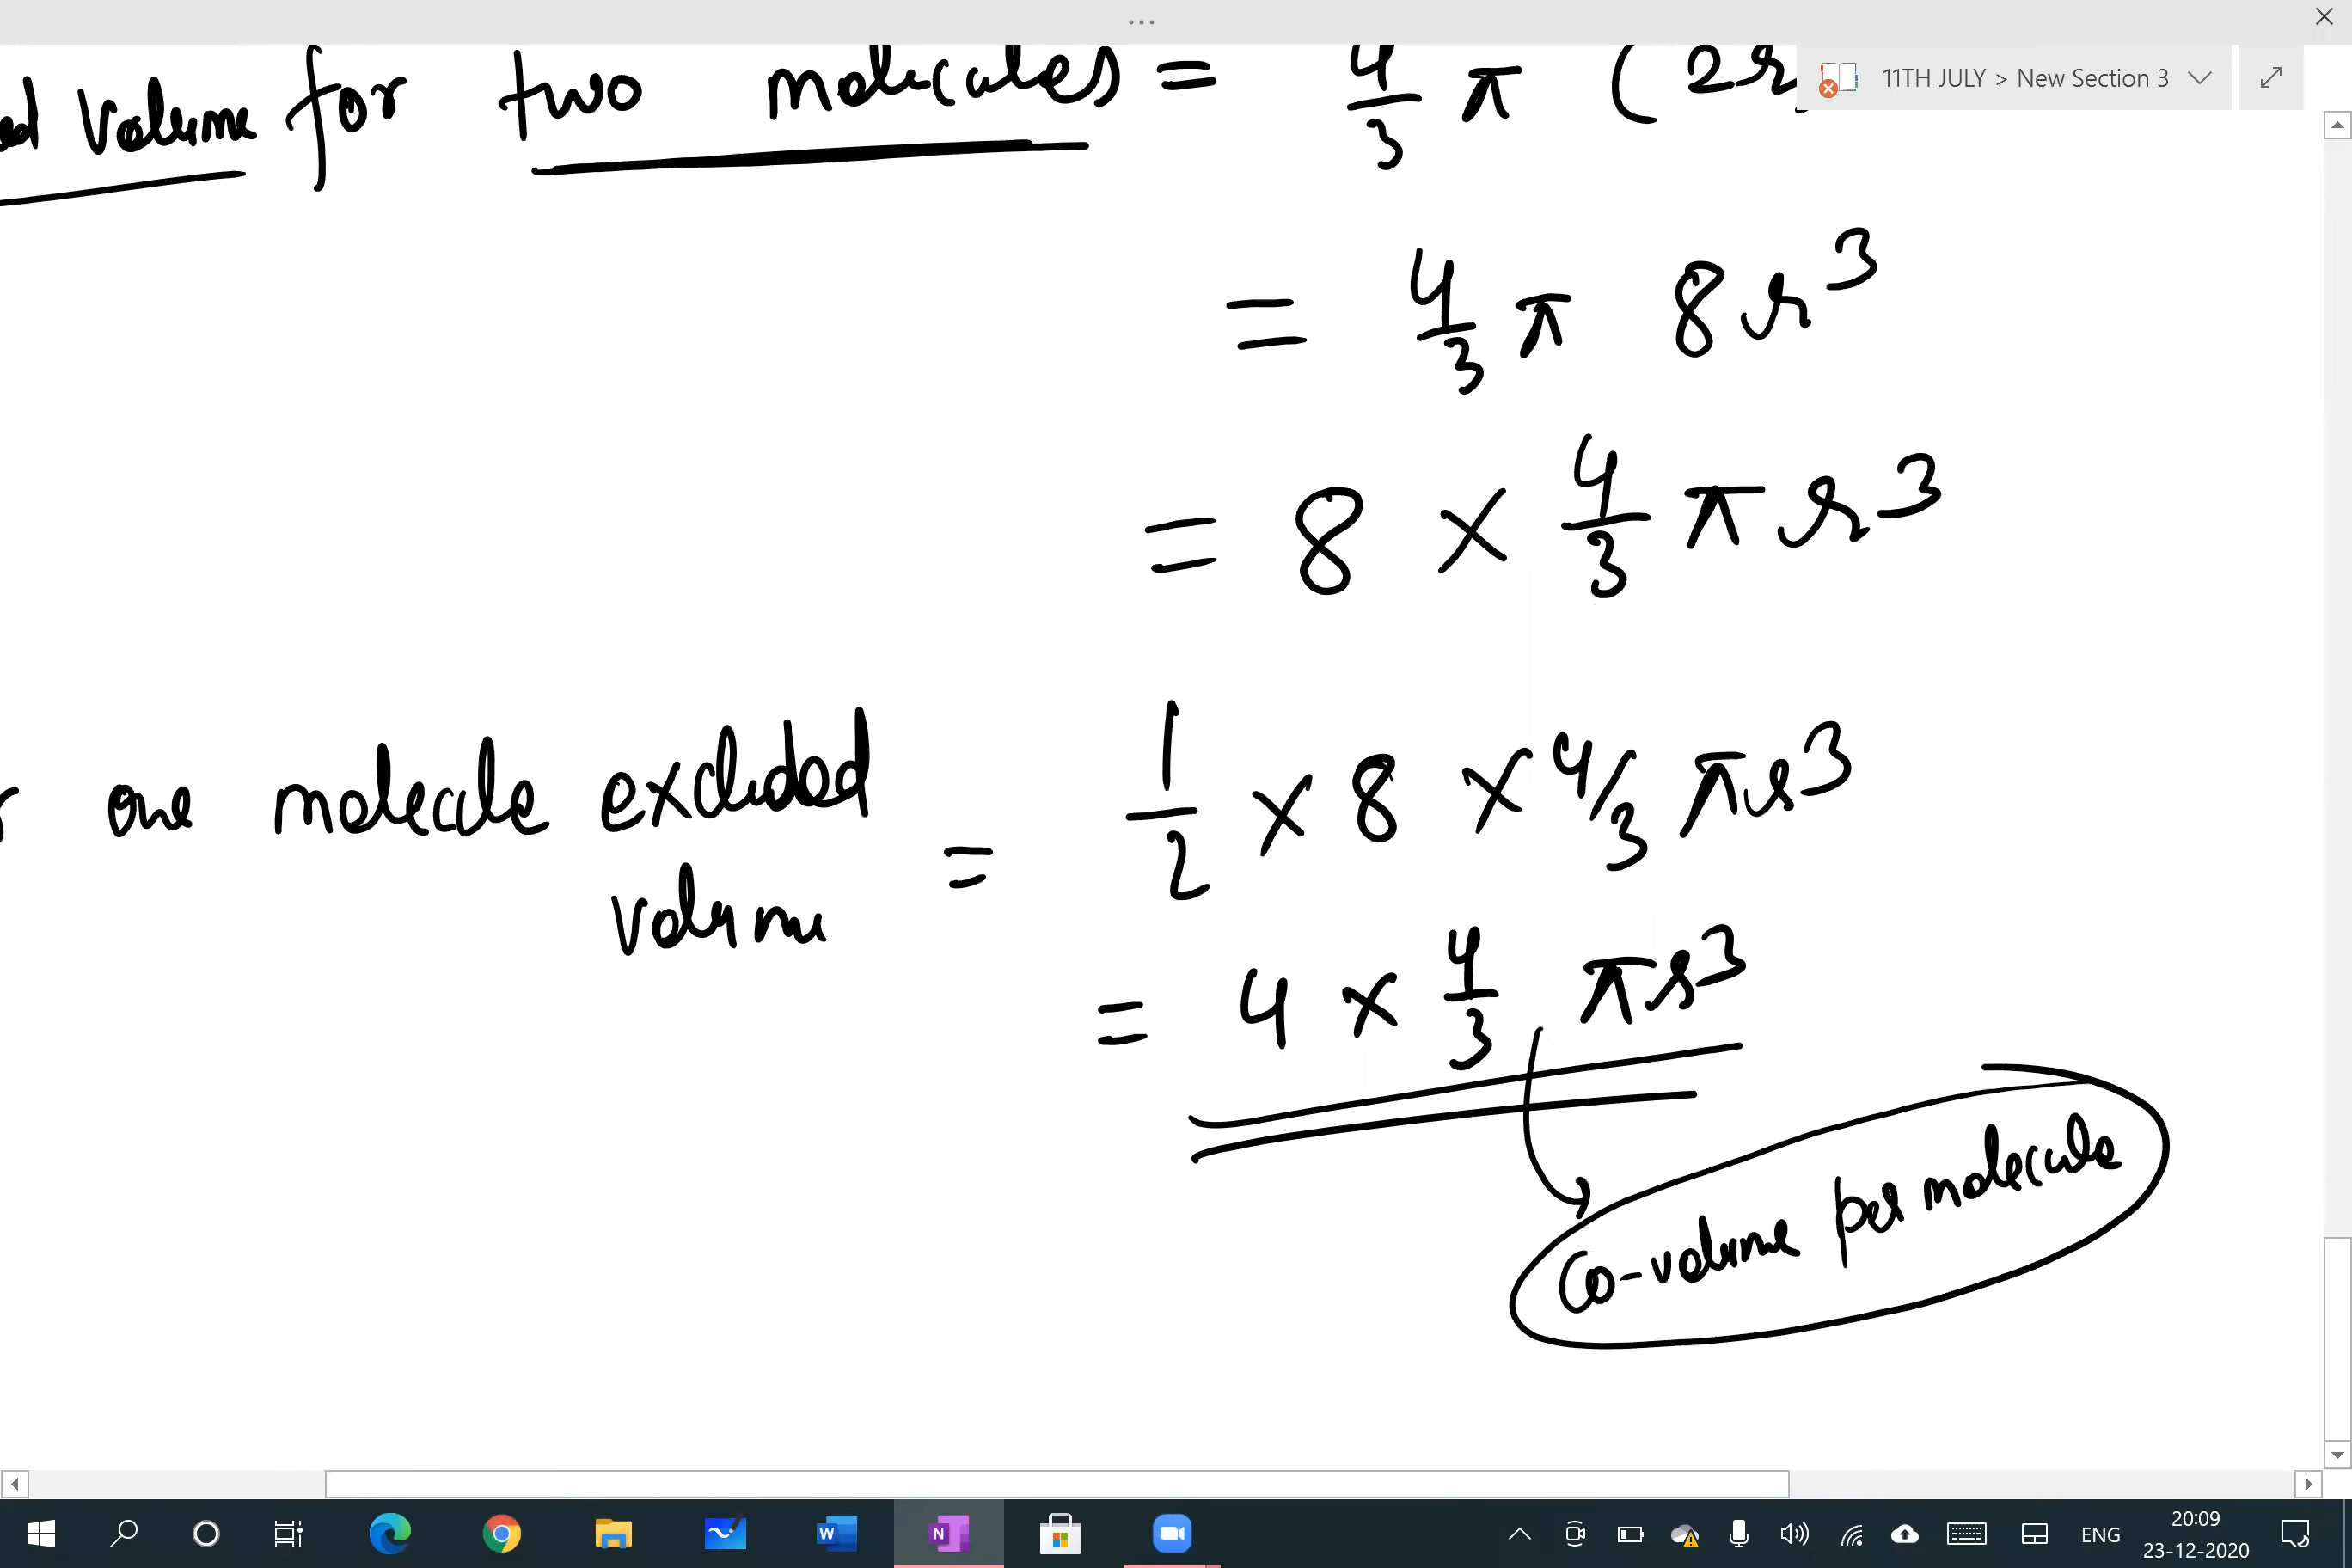 11TH JULY > New Section 3
Volume for two molecules = 4/3 π (2r
= 4/3 π 8r³
= 8 × 4/3 π r³
one molecule excluded volume = 1/2 × 8 × 4/3 πr³
= 4 × 4/3 πr³
Co-volume per molecule
ENG
20:09
23-12-2020